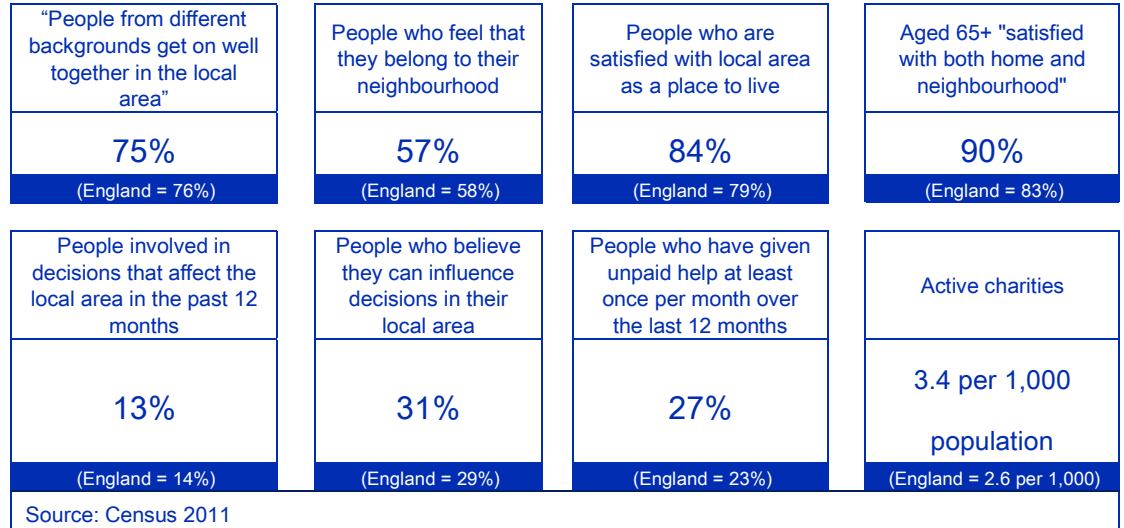 “People from different
backgrounds get on well
together in the local
area”
75%
(England = 76%)
People who feel that
they belong to their
neighbourhood
57%
(England = 58%)
People who are
satisfied with local area
as a place to live
84%
(England = 79%)
Aged 65+ "satisfied
with both home and
neighbourhood"
90%
(England = 83%)
People involved in
decisions that affect the
local area in the past 12
months
13%
(England = 14%)
People who believe
they can influence
decisions in their
local area
31%
(England = 29%)
People who have given
unpaid help at least
once per month over
the last 12 months
27%
(England = 23%)
Active charities
3.4 per 1,000
population
(England = 2.6 per 1,000)
Source: Census 2011